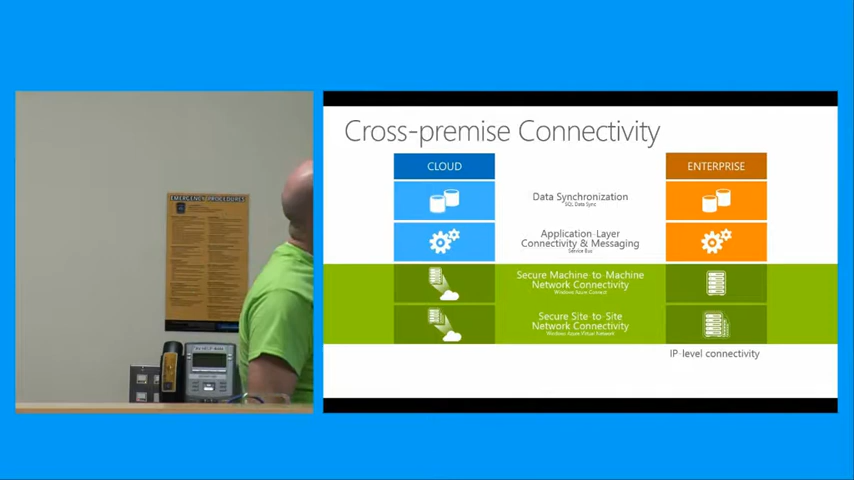 EMERGENCY PROCEDURES
Cross-premise Connectivity
CLOUD
ENTERPRISE
Data Synchronization
SQL Data Sync
Application-Layer
Connectivity & Messaging
Service Bus
Secure Machine-to-Machine
Network Connectivity
Windows Azure Connect
Secure Site-to-Site
Network Connectivity
Windows Azure Virtual Network
IP-level connectivity